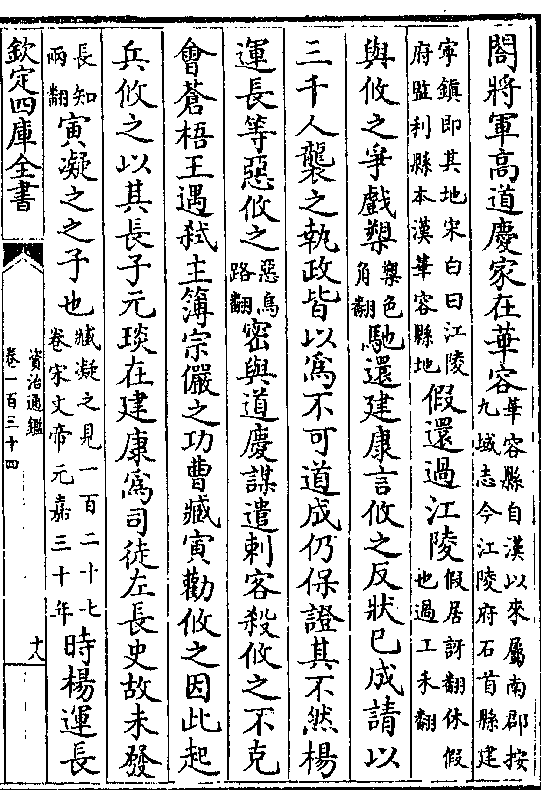 閤將軍高道慶家在華容華容縣自漢以來屬南郡按九域志今江陵府石首縣建
寧鎮即其地宋白曰江陵府監利縣本漢華容縣地假還過江陵假居訝翻休假也過工禾翻
與攸之爭戲槊槊色角翻馳還建康言攸之反狀已成請以
三千人襲之執政皆以為不可道成仍保證其不然楊
運長等惡攸之惡烏路翻密與道慶謀遣刺客殺攸之不克
會蒼梧王遇弑主簿宗儼之功曹臧寅勸攸之因此起
兵攸之以其長子元琰在建康為司徒左長史故未發
長知兩翻寅凝之之子也臧凝之見一百二十七卷宋文帝元嘉三十年時楊運長
欽定四庫全書
資治通鑑
卷一百三十四
十八